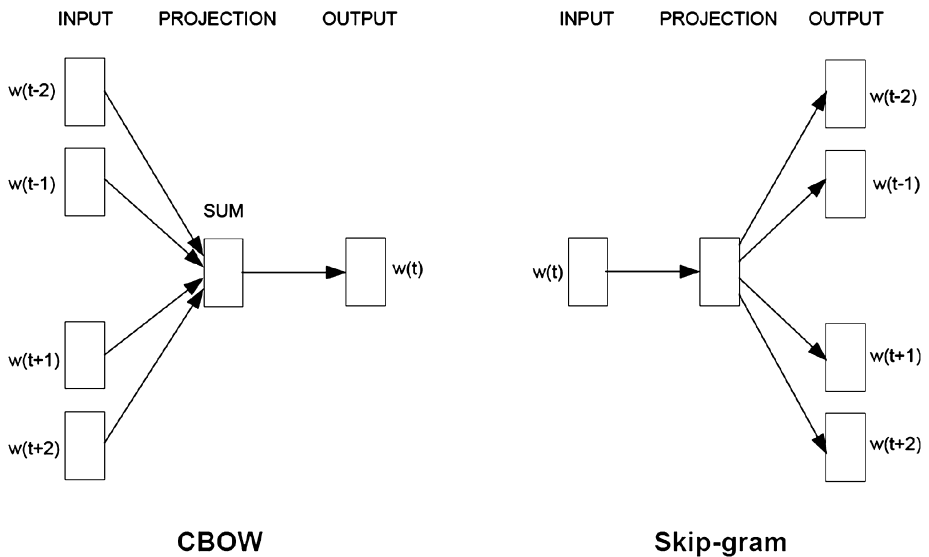 INPUT PROJECTION OUTPUT
w(t-2)
w(t-1)
SUM
w(t)
w(t+1)
w(t+2)
CBOW
INPUT PROJECTION OUTPUT
w(t-2)
w(t-1)
w(t)
w(t+1)
w(t+2)
Skip-gram